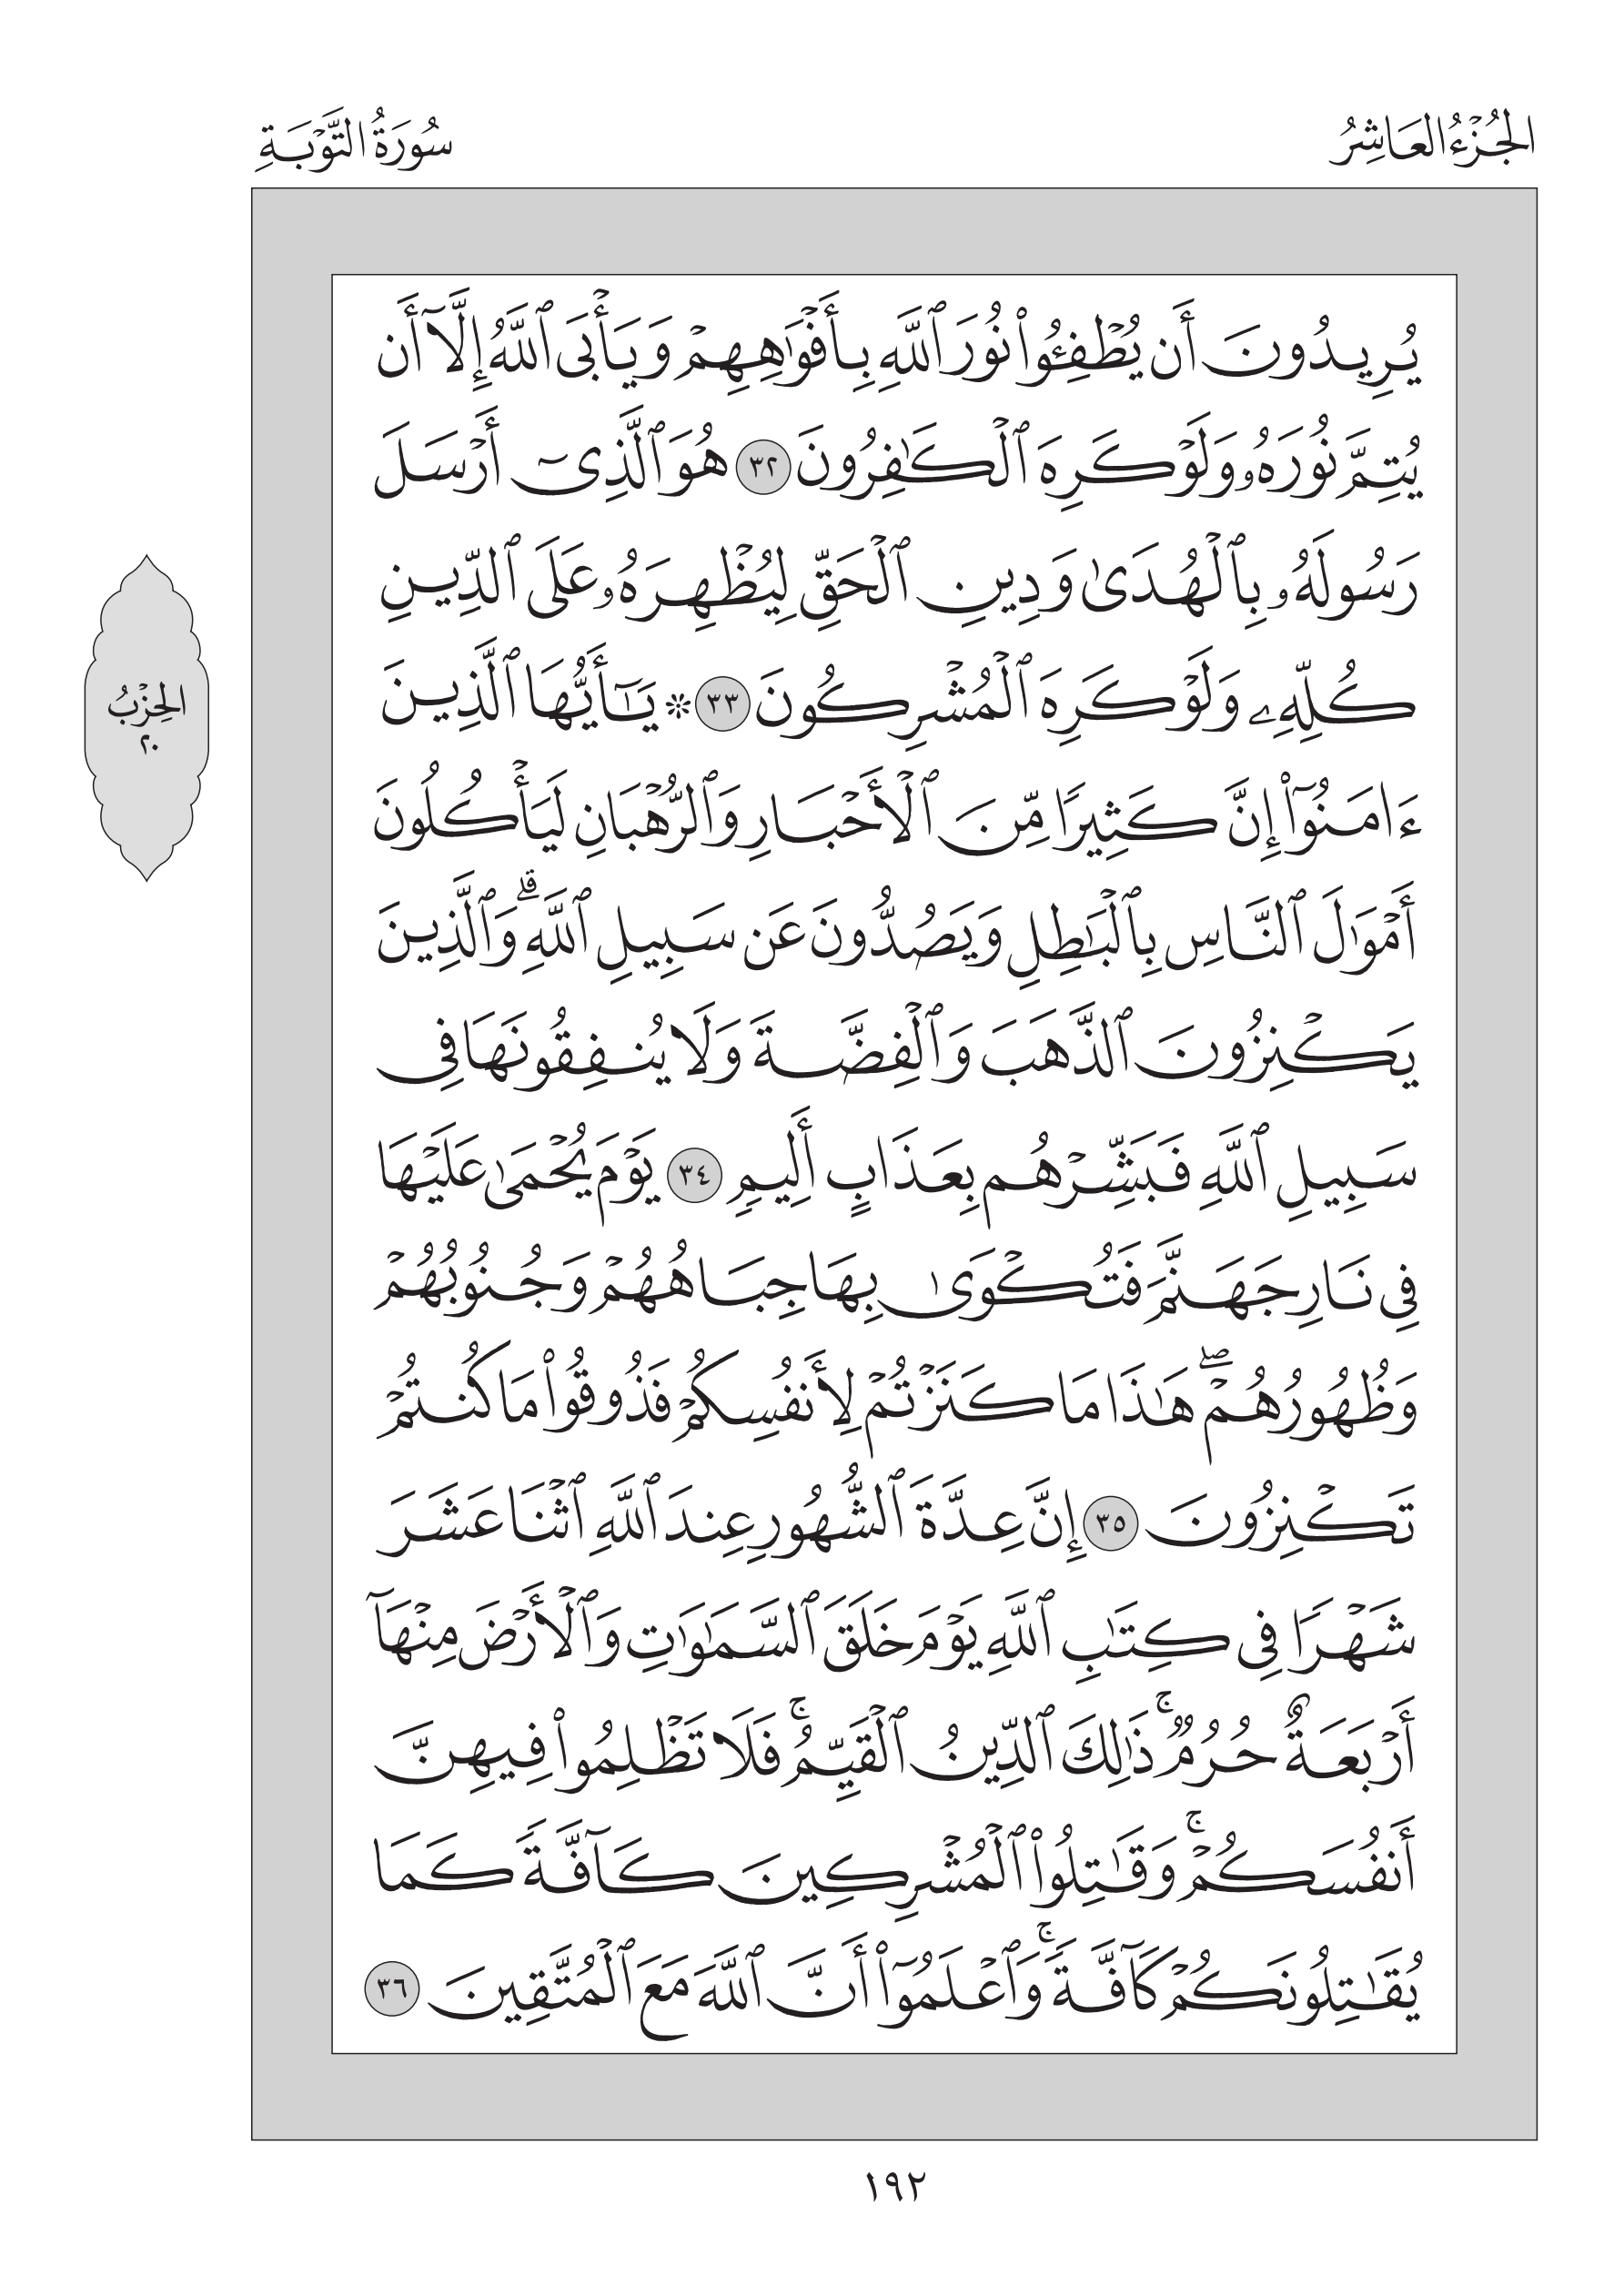 الجُزْءُ العَاشِرُ
سُورَةُ التَّوْبَةِ
يُرِيدُونَ أَن يُطْفِـُٔوا۟ نُورَ ٱللَّهِ بِأَفْوَٰهِهِمْ وَيَأْبَى ٱللَّهُ إِلَّآ أَن
يُتِمَّ نُورَهُۥ وَلَوْ كَرِهَ ٱلْكَٰفِرُونَ ٣٢ هُوَ ٱلَّذِىٓ أَرْسَلَ
رَسُولَهُۥ بِٱلْهُدَىٰ وَدِينِ ٱلْحَقِّ لِيُظْهِرَهُۥ عَلَى ٱلدِّينِ
كُلِّهِۦ وَلَوْ كَرِهَ ٱلْمُشْرِكُونَ ٣٣ ۞ يَٰٓأَيُّهَا ٱلَّذِينَ
ءَامَنُوٓا۟ إِنَّ كَثِيرًا مِّنَ ٱلْأَحْبَارِ وَٱلرُّهْبَانِ لَيَأْكُلُونَ
أَمْوَٰلَ ٱلنَّاسِ بِٱلْبَٰطِلِ وَيَصُدُّونَ عَن سَبِيلِ ٱللَّهِ ۗ وَٱلَّذِينَ
يَكْنِزُونَ ٱلذَّهَبَ وَٱلْفِضَّةَ وَلَا يُنفِقُونَهَا فِى
سَبِيلِ ٱللَّهِ فَبَشِّرْهُم بِعَذَابٍ أَلِيمٍ ٣٤ يَوْمَ يُحْمَىٰ عَلَيْهَا
فِى نَارِ جَهَنَّمَ فَتُكْوَىٰ بِهَا جِبَاهُهُمْ وَجُنُوبُهُمْ
وَظُهُورُهُمْ ۖ هَٰذَا مَا كَنَزْتُمْ لِأَنفُسِكُمْ فَذُوقُوا۟ مَا كُنتُمْ
تَكْنِزُونَ ٣٥ إِنَّ عِدَّةَ ٱلشُّهُورِ عِندَ ٱللَّهِ ٱثْنَا عَشَرَ
شَهْرًا فِى كِتَٰبِ ٱللَّهِ يَوْمَ خَلَقَ ٱلسَّمَٰوَٰتِ وَٱلْأَرْضَ مِنْهَآ
أَرْبَعَةٌ حُرُمٌ ۚ ذَٰلِكَ ٱلدِّينُ ٱلْقَيِّمُ ۚ فَلَا تَظْلِمُوا۟ فِيهِنَّ
أَنفُسَكُمْ ۚ وَقَٰتِلُوا۟ ٱلْمُشْرِكِينَ كَآفَّةً كَمَا
يُقَٰتِلُونَكُمْ كَآفَّةً ۚ وَٱعْلَمُوٓا۟ أَنَّ ٱللَّهَ مَعَ ٱلْمُتَّقِينَ ٣٦
الحِزْبُ
٢٠
١٩٢